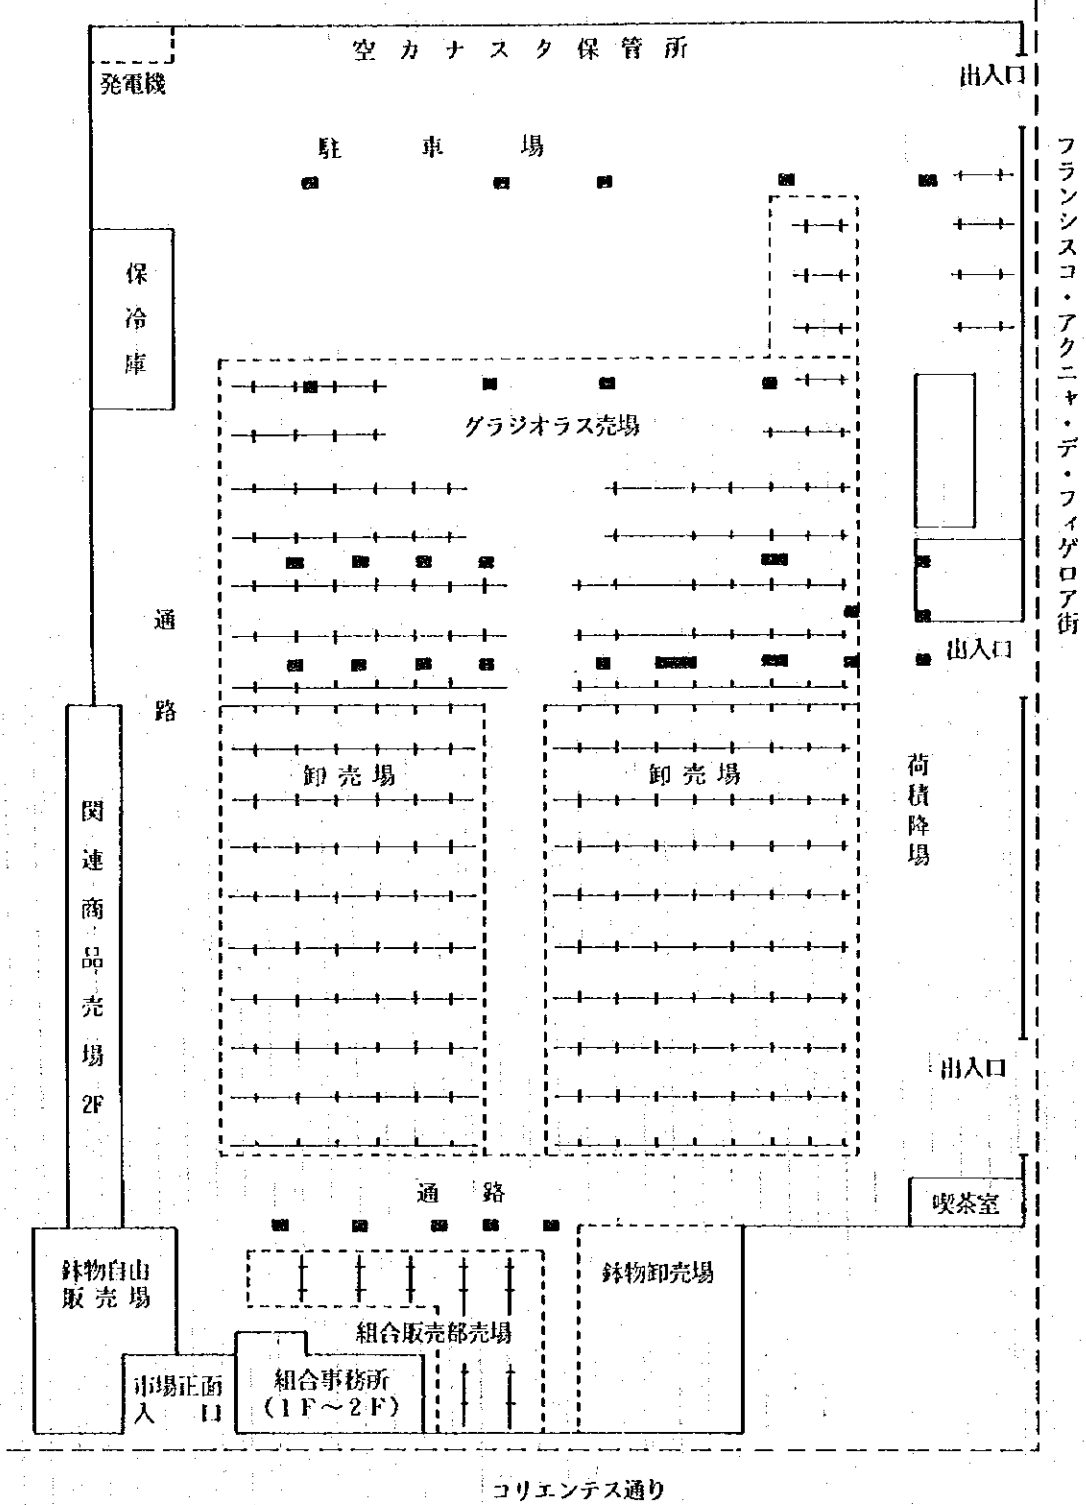 空カナスタ保管所
発電機
出入口
駐車場
フランシスコ・アクニャ・デ・フィゲロア街
保冷庫
グラジオラス売場
通路
出入口
卸売場
卸売場
荷積降場
関連商品売場2F
出入口
通路
喫茶室
鉢物自由
販売場
鉢物卸売場
組合販売部売場
市場正面
入口
組合事務所
(1F～2F)
コリエンテス通り